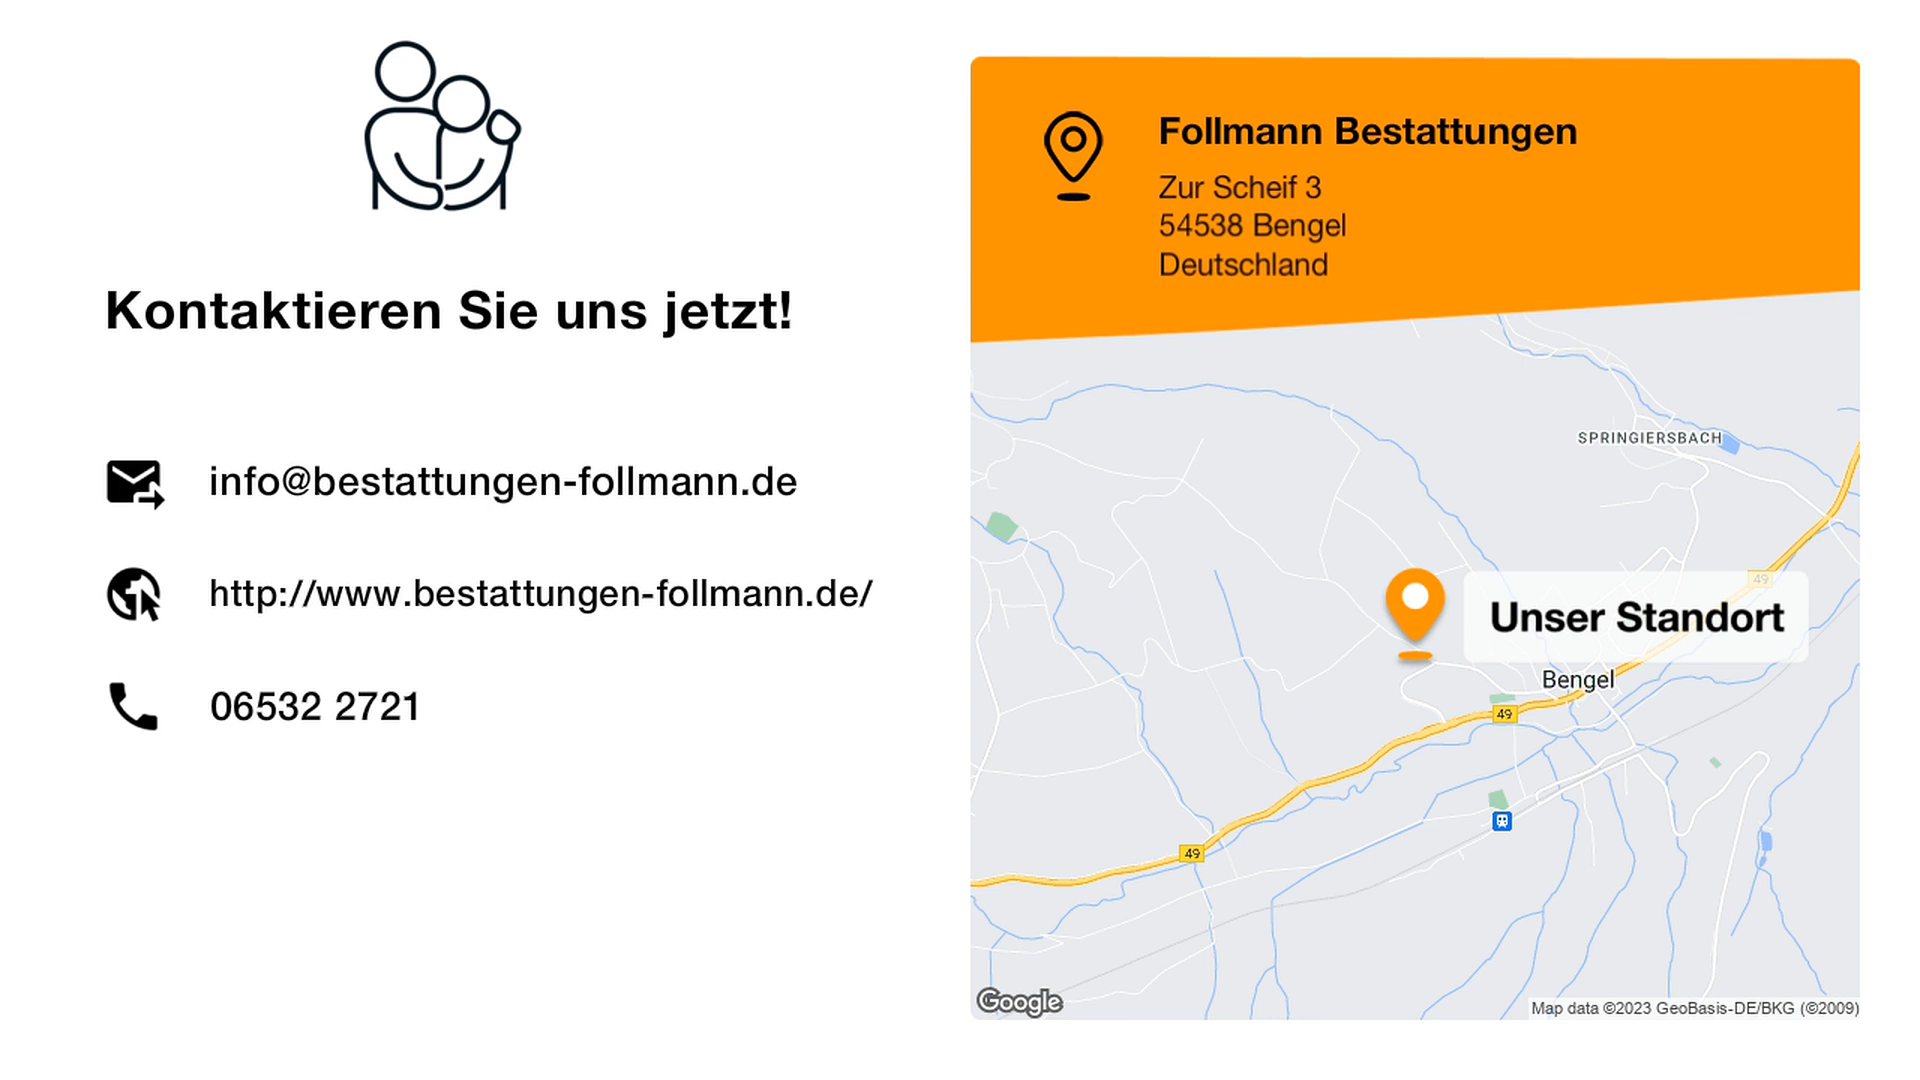 Kontaktieren Sie uns jetzt!
info@bestattungen-follmann.de
http://www.bestattungen-follmann.de/
06532 2721
Follmann Bestattungen
Zur Scheif 3
54538 Bengel
Deutschland
SPRINGIERSBACH
49
Unser Standort
Bengel
49
49
Google
Map data ©2023 GeoBasis-DE/BKG (©2009)